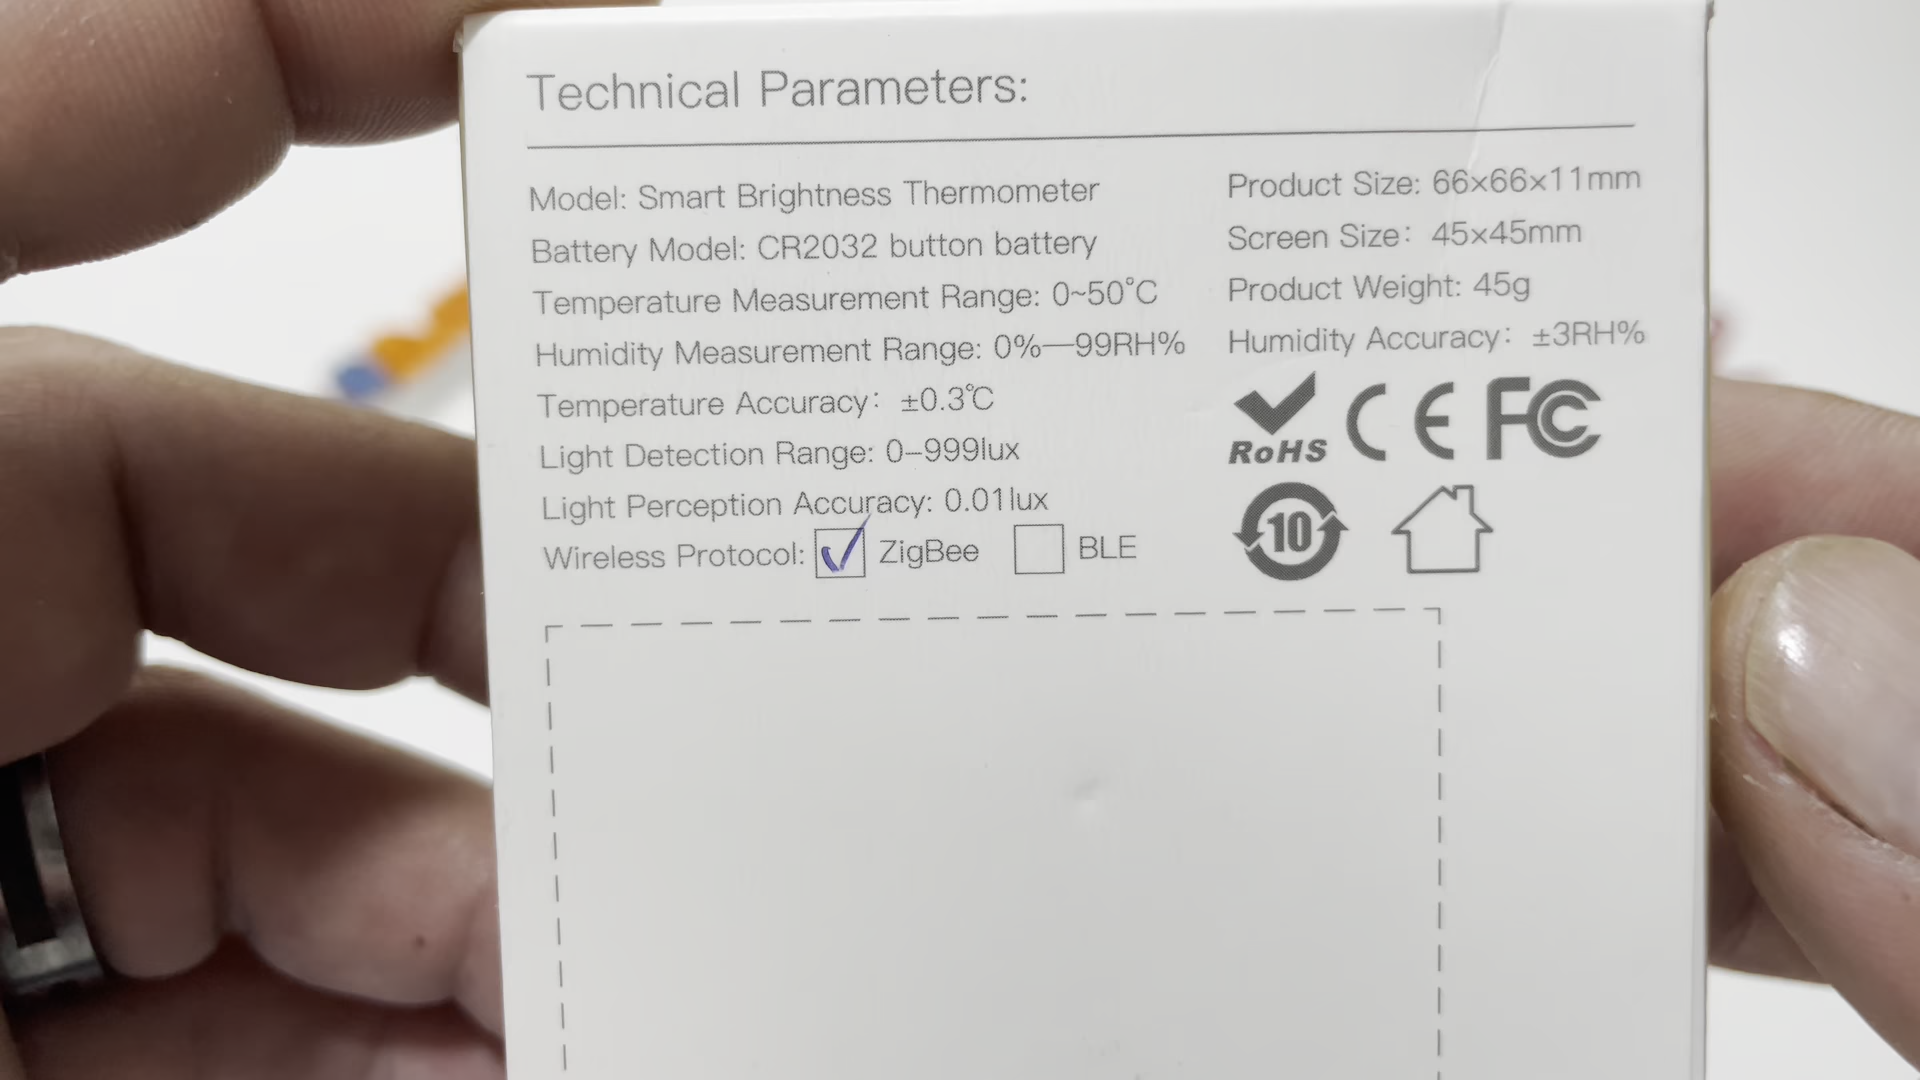 Technical Parameters:
Model: Smart Brightness Thermometer
Battery Model: CR2032 button battery
Temperature Measurement Range: 0~50°C
Humidity Measurement Range: 0%—99RH%
Temperature Accuracy: ±0.3℃
Light Detection Range: 0–999lux
Light Perception Accuracy: 0.01lux
Wireless Protocol: ZigBee BLE
Product Size: 66×66×11mm
Screen Size: 45×45mm
Product Weight: 45g
Humidity Accuracy: ±3RH%
RoHS CE FC
10